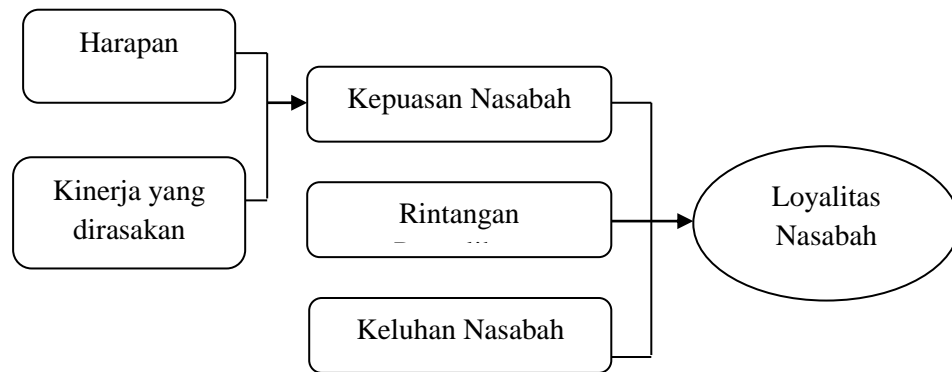 Harapan
Kinerja yang
dirasakan
Kepuasan Nasabah
Rintangan
Keluhan Nasabah
Loyalitas
Nasabah